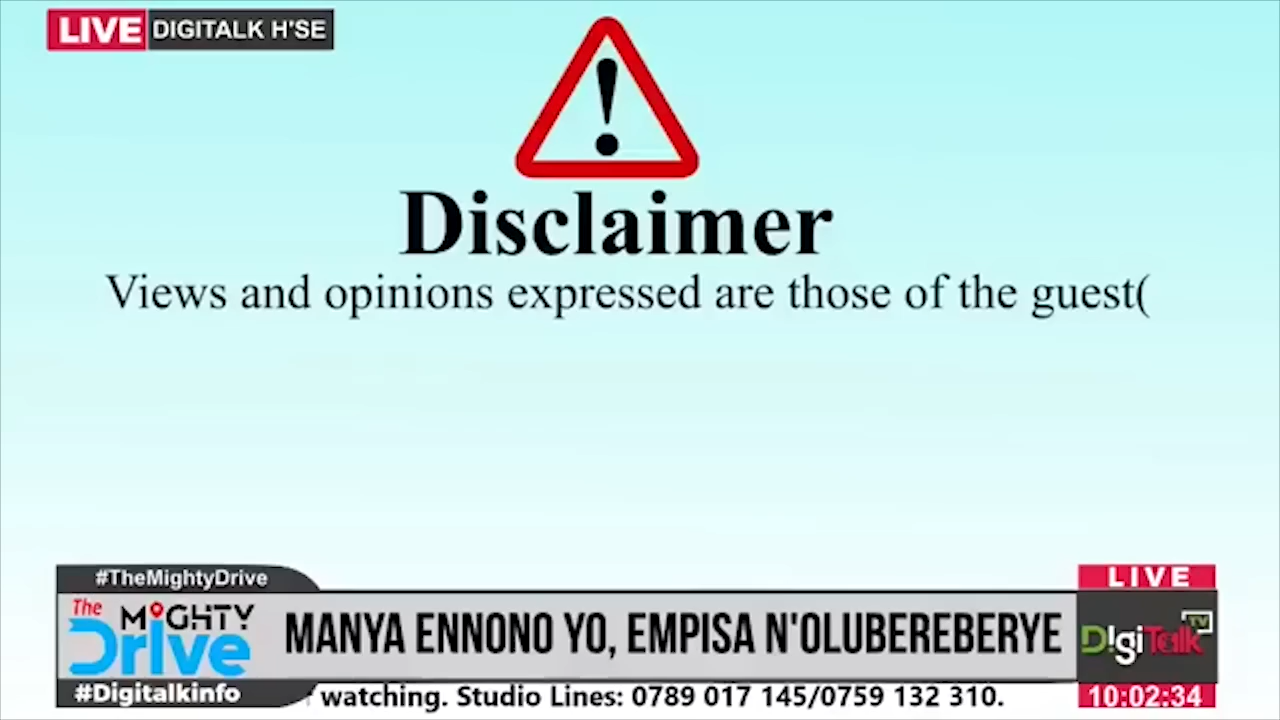 LIVE DIGITALK H'SE
Disclaimer
Views and opinions expressed are those of the guest(
#TheMightyDrive
LIVE
The MiGHTY
Drive
MANYA ENNONO YO, EMPISA N'OLUBEREBERYE
D!giTalk TV
#Digitalkinfo
watching. Studio Lines: 0789 017 145/0759 132 310.
10:02:34